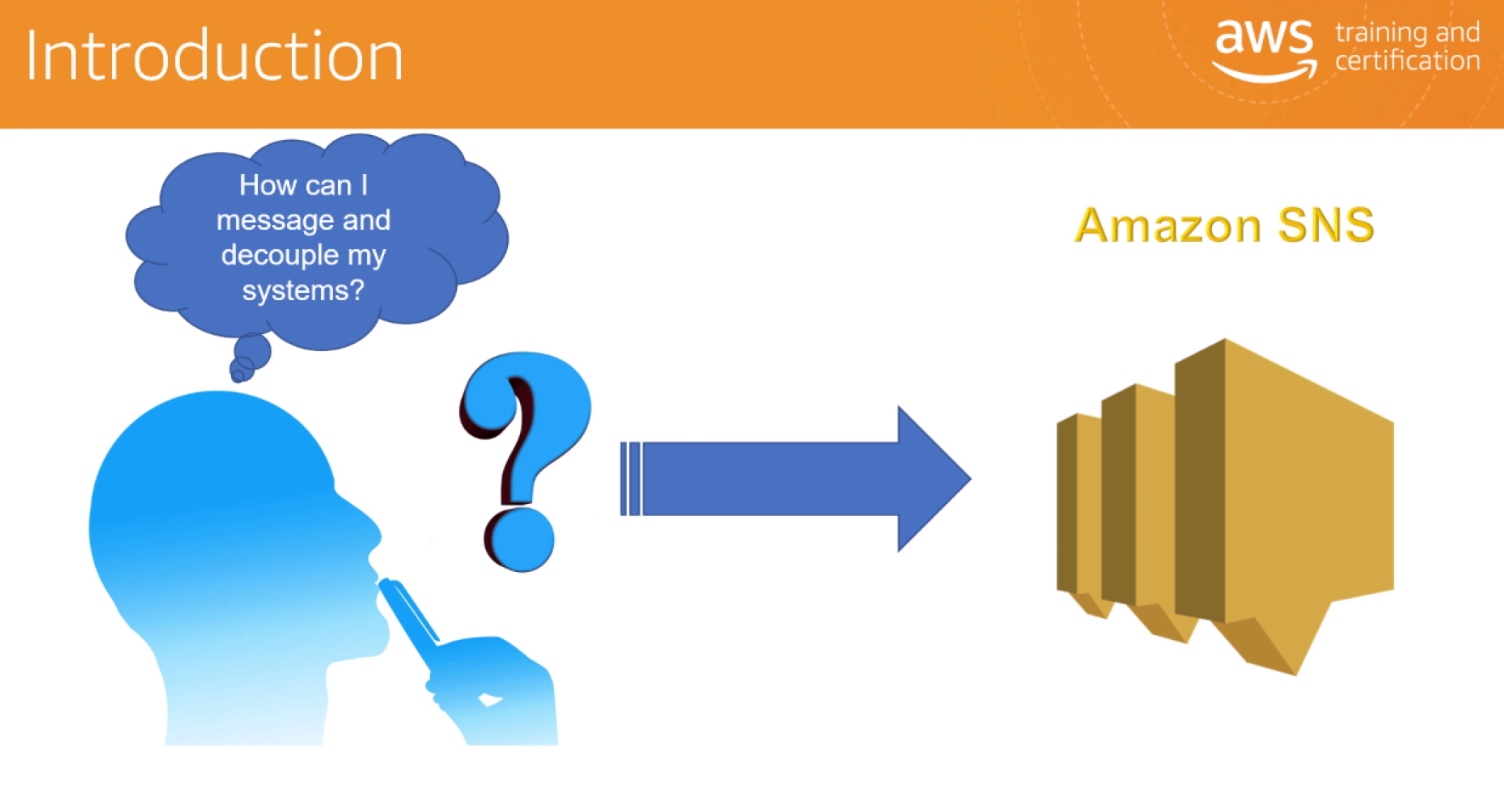 Introduction
aws training and
certification
How can I
message and
decouple my
systems?
Amazon SNS